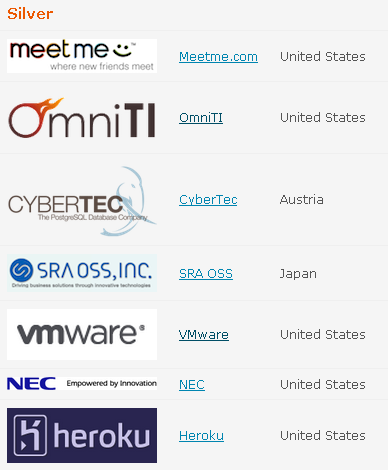 Silver
meetme
where new friends meet
Meetme.com
United States
OmniTI
OmniTI
United States
CYBERTEC
The PostgreSQL Database Company
CyberTec
Austria
SRA OSS, INC.
Driving business solutions through innovative technologies
SRA OSS
Japan
vmware®
VMware
United States
NEC Empowered by Innovation
NEC
United States
heroku
Heroku
United States